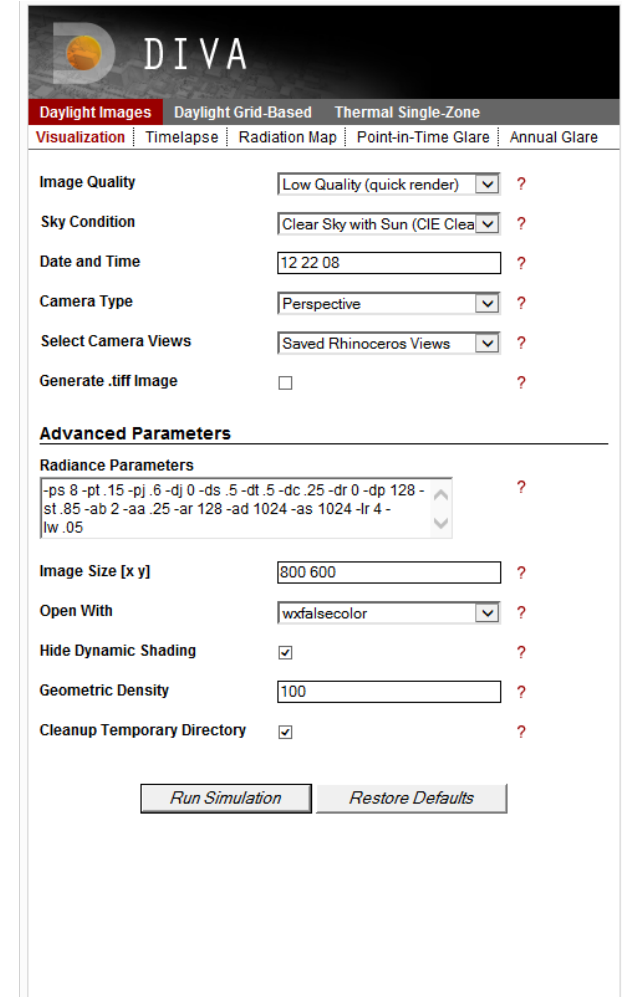 DIVA
Daylight Images Daylight Grid-Based Thermal Single-Zone
Visualization Timelapse Radiation Map Point-in-Time Glare Annual Glare
Image Quality Low Quality (quick render) ?
Sky Condition Clear Sky with Sun (CIE Clea ?
Date and Time 12 22 08 ?
Camera Type Perspective ?
Select Camera Views Saved Rhinoceros Views ?
Generate .tiff Image ?
Advanced Parameters
Radiance Parameters
-ps 8 -pt .15 -pj .6 -dj 0 -ds .5 -dt .5 -dc .25 -dr 0 -dp 128 - ?
st .85 -ab 2 -aa .25 -ar 128 -ad 1024 -as 1024 -lr 4 -
lw .05
Image Size [x y] 800 600 ?
Open With wxfalsecolor ?
Hide Dynamic Shading ?
Geometric Density 100 ?
Cleanup Temporary Directory ?
Run Simulation Restore Defaults